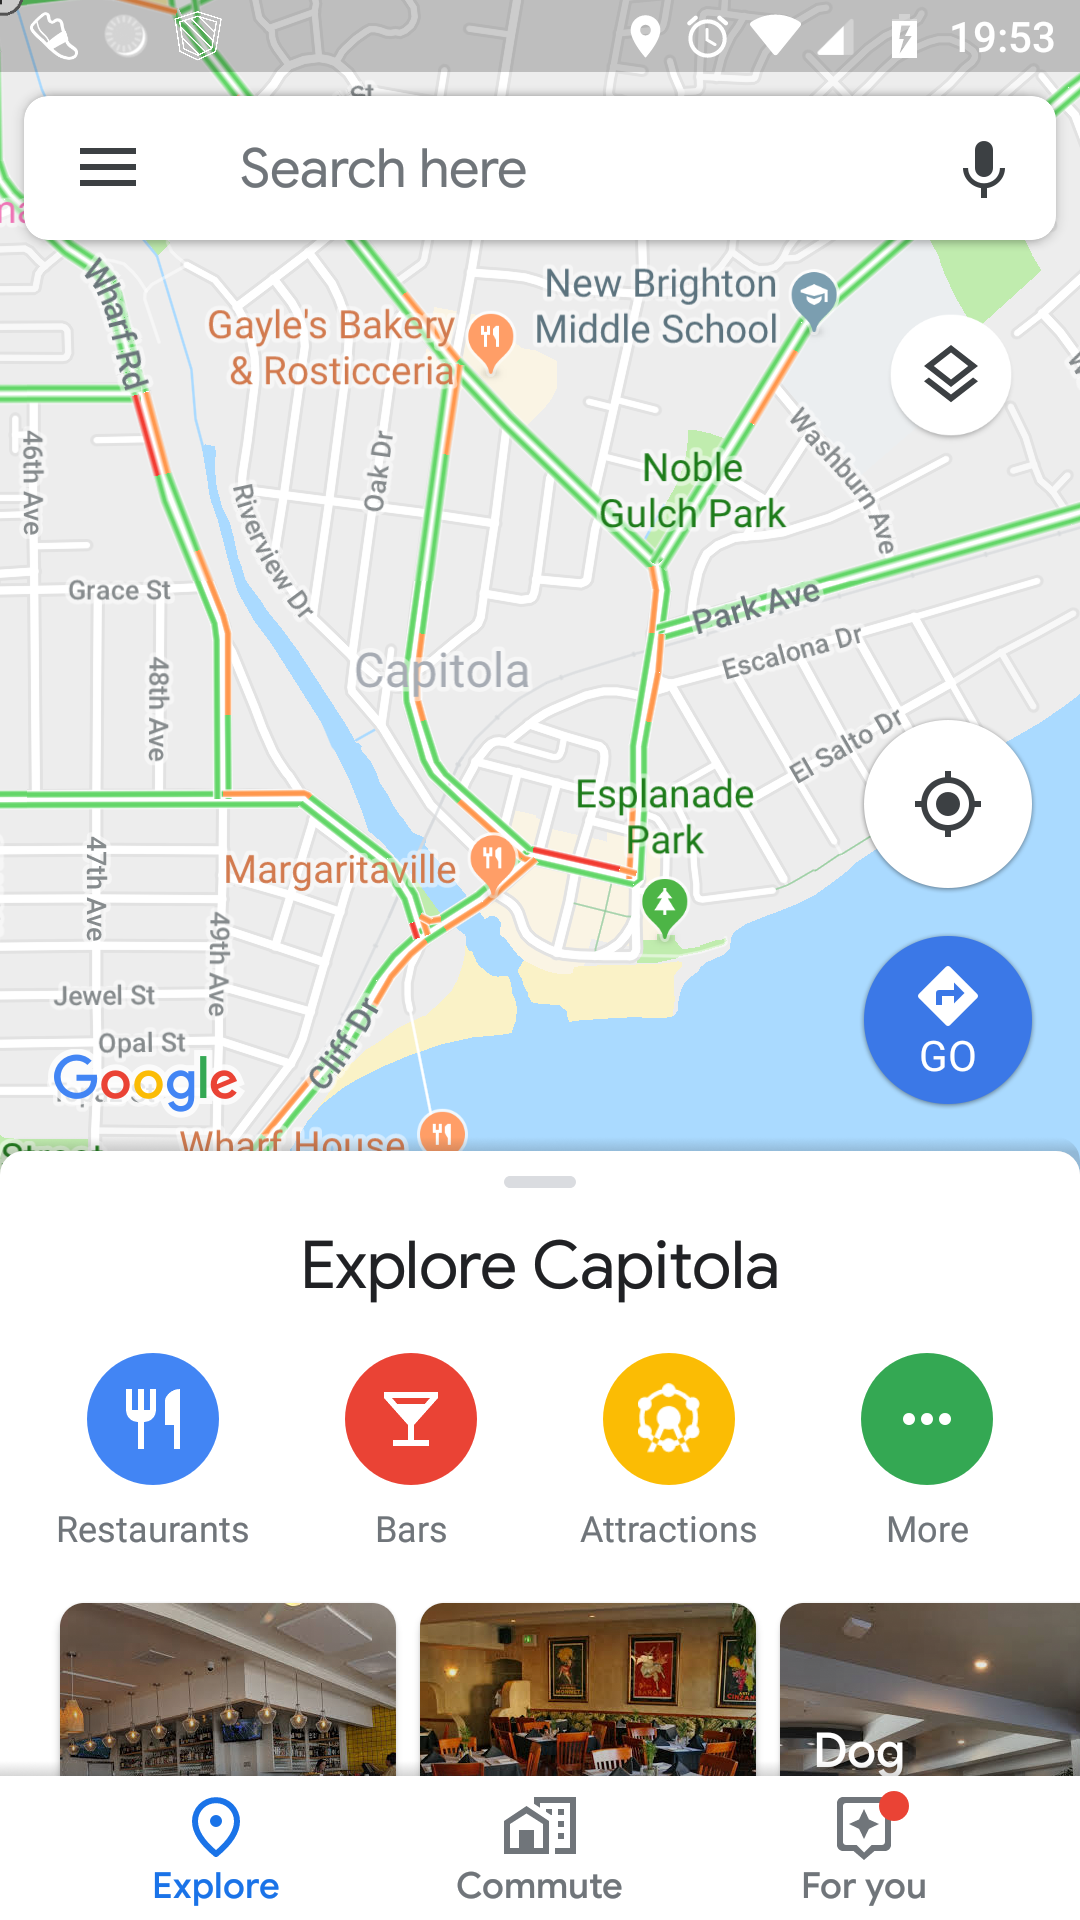 19:53
St
Search here
Wharf Rd
New Brighton
Middle School
Gayle's Bakery
& Rosticceria
46th Ave
Oak Dr
Washburn Ave
Noble
Gulch Park
Riverview Dr
Grace St
Park Ave
Escalona Dr
Capitola
48th Ave
El Salto Dr
Esplanade
Park
47th Ave
Margaritaville
49th Ave
Jewel St
Cliff Dr
Opal St
GO
Google
Wharf House
Street
Explore Capitola
Restaurants
Bars
Attractions
More
Dog
Explore
Commute
For you